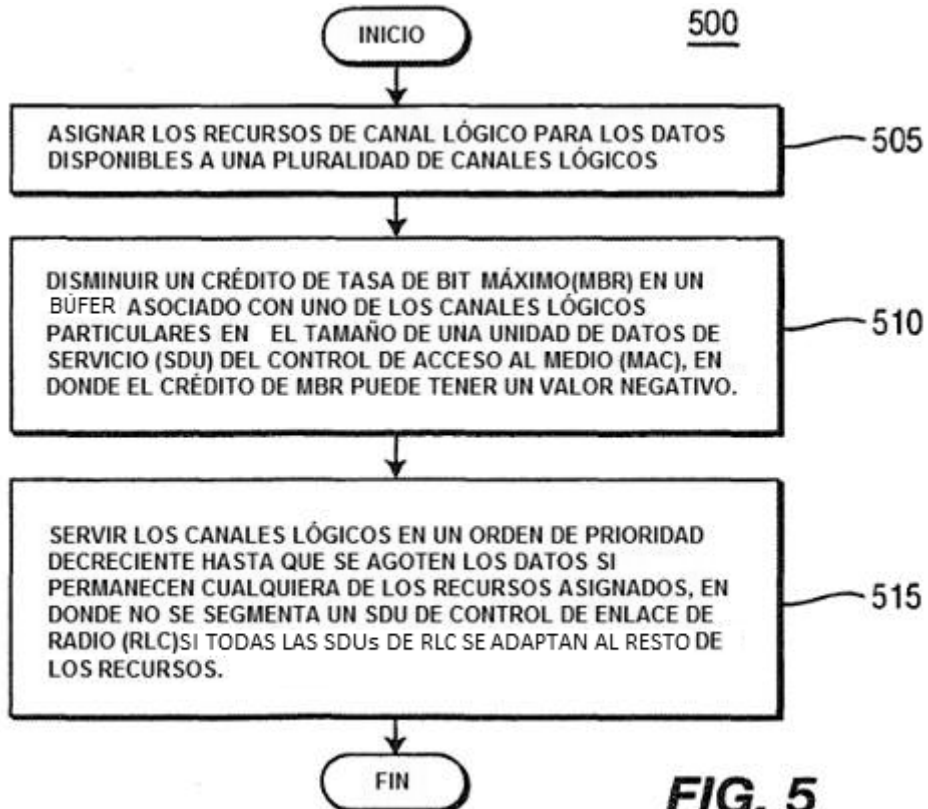 INICIO
500
ASIGNAR LOS RECURSOS DE CANAL LÓGICO PARA LOS DATOS
DISPONIBLES A UNA PLURALIDAD DE CANALES LÓGICOS
505
DISMINUIR UN CRÉDITO DE TASA DE BIT MÁXIMO(MBR) EN UN
BÚFER ASOCIADO CON UNO DE LOS CANALES LÓGICOS
PARTICULARES EN EL TAMAÑO DE UNA UNIDAD DE DATOS DE
SERVICIO (SDU) DEL CONTROL DE ACCESO AL MEDIO (MAC), EN
DONDE EL CRÉDITO DE MBR PUEDE TENER UN VALOR NEGATIVO.
510
SERVIR LOS CANALES LÓGICOS EN UN ORDEN DE PRIORIDAD
DECRECIENTE HASTA QUE SE AGOTEN LOS DATOS SI
PERMANECEN CUALQUIERA DE LOS RECURSOS ASIGNADOS, EN
DONDE NO SE SEGMENTA UN SDU DE CONTROL DE ENLACE DE
RADIO (RLC)SI TODAS LAS SDUs DE RLC SE ADAPTAN AL RESTO DE
LOS RECURSOS.
515
FIN
FIG. 5